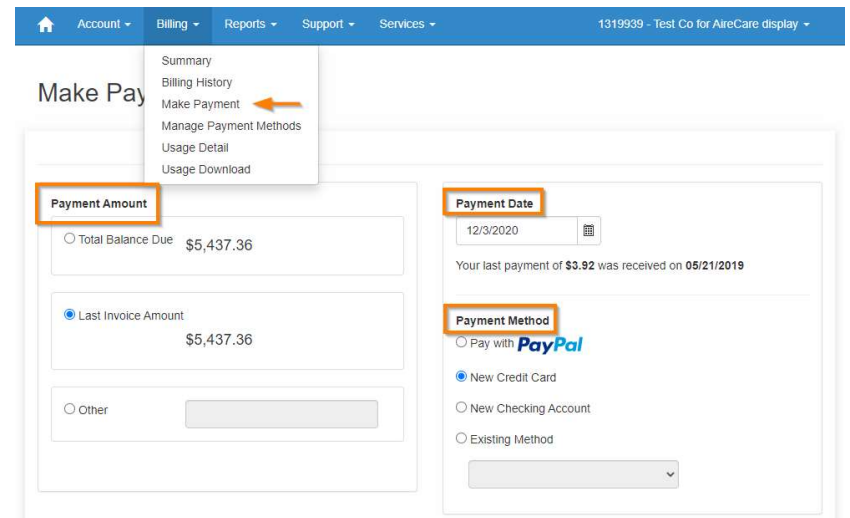 Account Billing Reports Support Services 1319939 - Test Co for AireCare display
Summary
Billing History
Make Payment
Manage Payment Methods
Usage Detail
Usage Download
Make Pay
Payment Amount
Total Balance Due $5,437.36
Last Invoice Amount
$5,437.36
Other
Payment Date
12/3/2020
Your last payment of $3.92 was received on 05/21/2019
Payment Method
Pay with PayPal
New Credit Card
New Checking Account
Existing Method